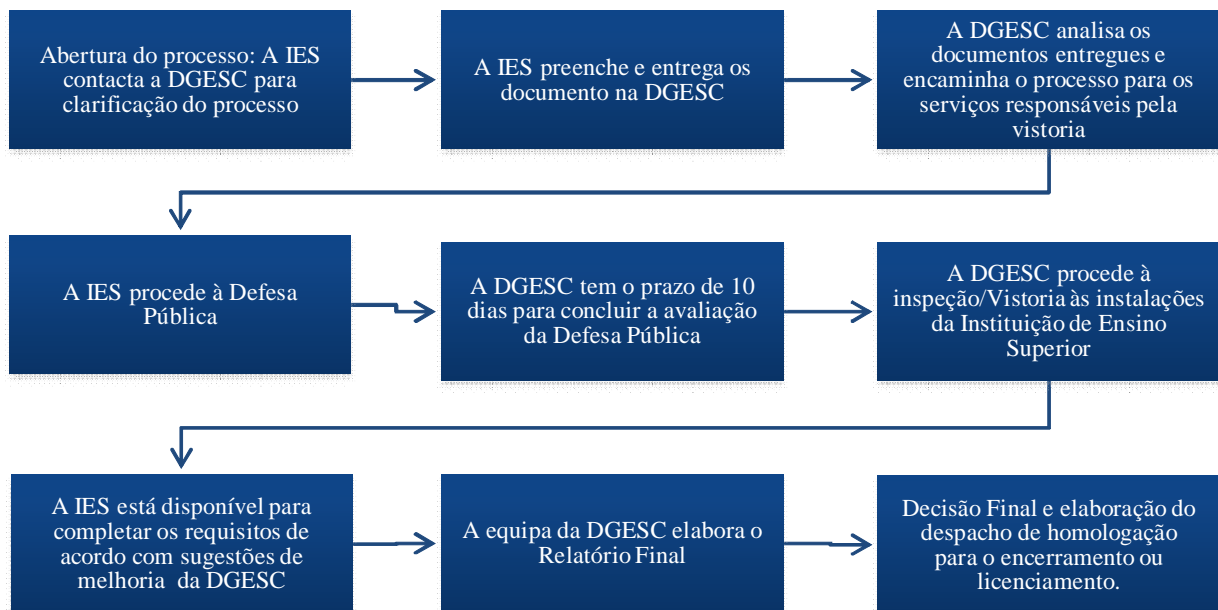 Abertura do processo: A IES
contacta a DGESC para
clarificação do processo
A IES preenche e entrega os
documento na DGESC
A DGESC analisa os
documentos entregues e
encaminha o processo para os
serviços responsáveis pela
vistoria
A IES procede à Defesa
Pública
A DGESC tem o prazo de 10
dias para concluir a avaliação
da Defesa Pública
A DGESC procede à
inspeção/Vistoria às instalações
da Instituição de Ensino
Superior
A IES está disponível para
completar os requisitos de
acordo com sugestões de
melhoria da DGESC
A equipa da DGESC elabora o
Relatório Final
Decisão Final e elaboração do
despacho de homologação
para o encerramento ou
licenciamento.